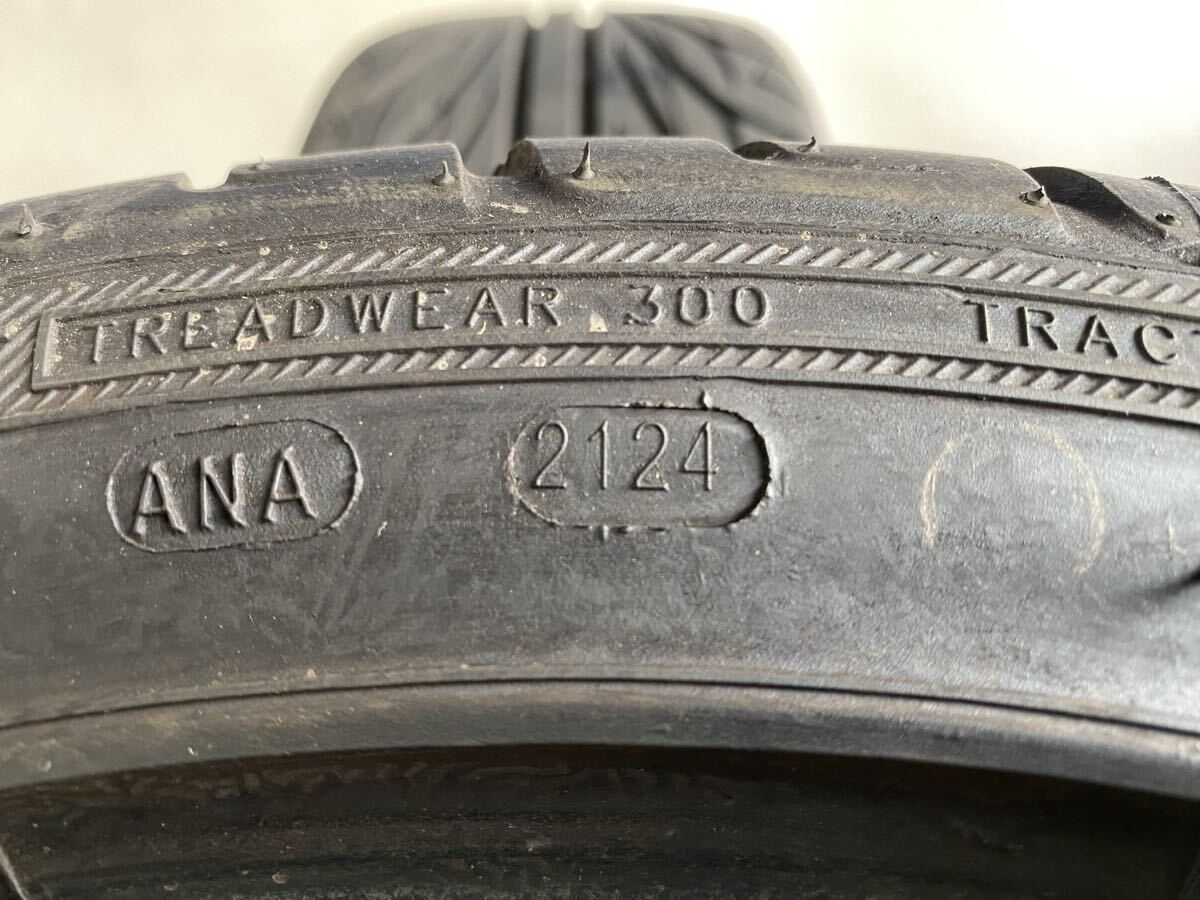 TREADWEAR 300 TRAC
ANA 2124